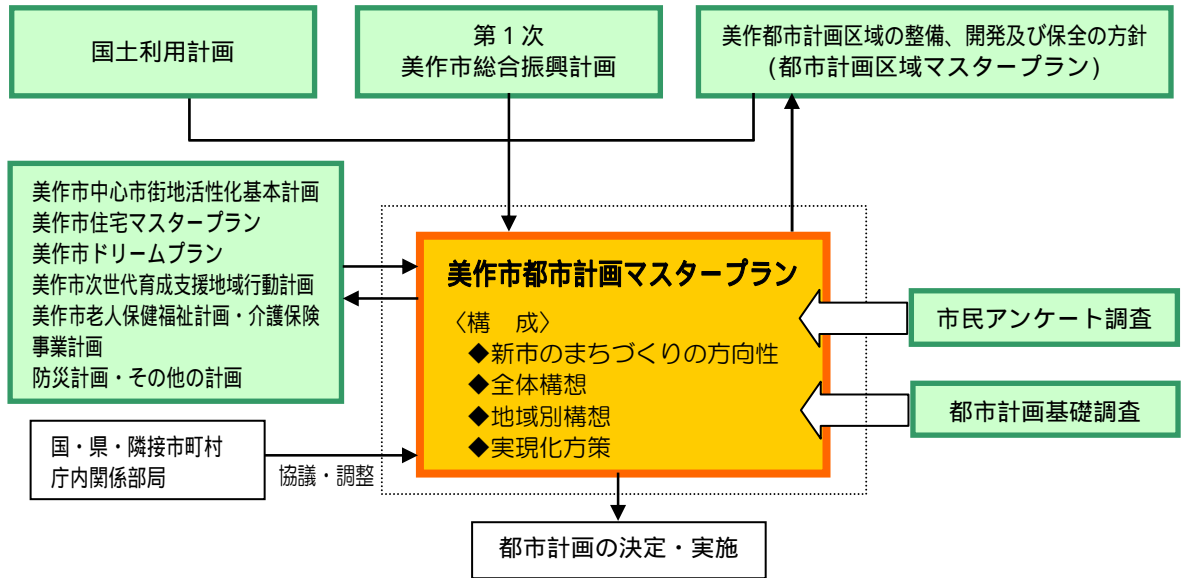 国土利用計画
第1次
美作市総合振興計画
美作都市計画区域の整備、開発及び保全の方針
(都市計画区域マスタープラン)
美作市中心市街地活性化基本計画
美作市住宅マスタープラン
美作市ドリームプラン
美作市次世代育成支援地域行動計画
美作市老人保健福祉計画・介護保険
事業計画
防災計画・その他の計画
国・県・隣接市町村
庁内関係部局
協議・調整
美作市都市計画マスタープラン
〈構 成〉
◆新市のまちづくりの方向性
◆全体構想
◆地域別構想
◆実現化方策
市民アンケート調査
都市計画基礎調査
都市計画の決定・実施